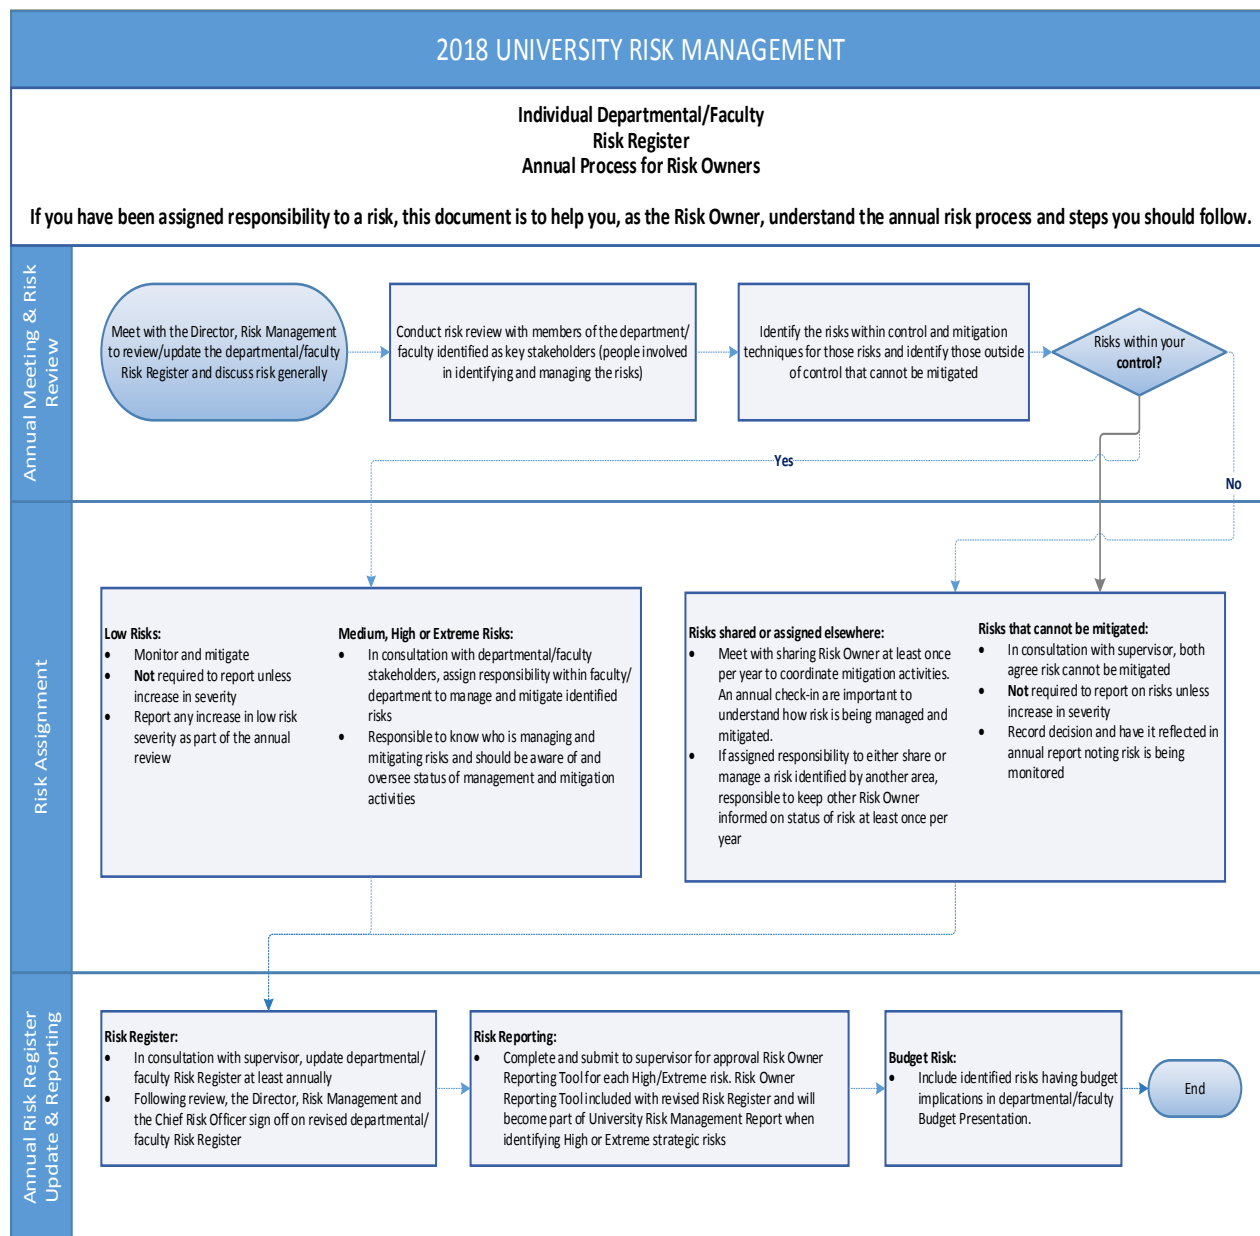 2018 UNIVERSITY RISK MANAGEMENT
Individual Departmental/Faculty
Risk Register
Annual Process for Risk Owners
If you have been assigned responsibility to a risk, this document is to help you, as the Risk Owner, understand the annual risk process and steps you should follow.
Annual Meeting & Risk
Review
Meet with the Director, Risk Management
to review/update the departmental/faculty
Risk Register and discuss risk generally
Conduct risk review with members of the department/
faculty identified as key stakeholders (people involved
in identifying and managing the risks)
Identify the risks within control and mitigation
techniques for those risks and identify those outside
of control that cannot be mitigated
Risks within your
control?
Yes
No
Risk Assignment
Low Risks:
• Monitor and mitigate
• Not required to report unless
increase in severity
• Report any increase in low risk
severity as part of the annual
review
Medium, High or Extreme Risks:
• In consultation with departmental/faculty
stakeholders, assign responsibility within faculty/
department to manage and mitigate identified
risks
• Responsible to know who is managing and
mitigating risks and should be aware of and
oversee status of management and mitigation
activities
Risks shared or assigned elsewhere:
• Meet with sharing Risk Owner at least once
per year to coordinate mitigation activities.
An annual check-in are important to
understand how risk is being managed and
mitigated.
• If assigned responsibility to either share or
manage a risk identified by another area,
responsible to keep other Risk Owner
informed on status of risk at least once per
year
Risks that cannot be mitigated:
• In consultation with supervisor, both
agree risk cannot be mitigated
• Not required to report on risks unless
increase in severity
• Record decision and have it reflected in
annual report noting risk is being
monitored
Annual Risk Register
Update & Reporting
Risk Register:
• In consultation with supervisor, update departmental/
faculty Risk Register at least annually
• Following review, the Director, Risk Management and
the Chief Risk Officer sign off on revised departmental/
faculty Risk Register
Risk Reporting:
• Complete and submit to supervisor for approval Risk Owner
Reporting Tool for each High/Extreme risk. Risk Owner
Reporting Tool included with revised Risk Register and will
become part of University Risk Management Report when
identifying High or Extreme strategic risks
Budget Risk:
• Include identified risks having budget
implications in departmental/faculty
Budget Presentation.
End